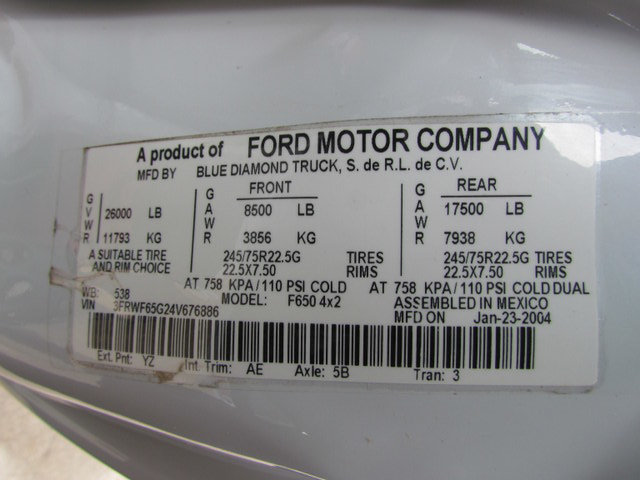 A product of FORD MOTOR COMPANY
MFD BY BLUE DIAMOND TRUCK, S. de R.L. de C.V.
GVWR 26000 LB
11793 KG
FRONT
GAWR 8500 LB
3856 KG
REAR
GAWR 17500 LB
7938 KG
A SUITABLE TIRE AND RIM CHOICE
245/75R22.5G TIRES
22.5X7.50 RIMS
245/75R22.5G TIRES
22.5X7.50 RIMS
AT 758 KPA/110 PSI COLD
AT 758 KPA/110 PSI COLD DUAL
WB: 538
MODEL: F650 4x2
ASSEMBLED IN MEXICO
VIN 3FRWF65G24V676886
MFD ON Jan-23-2004
Ext. Pnt: YZ Int. Trim: AE Axle: 5B Tran: 3